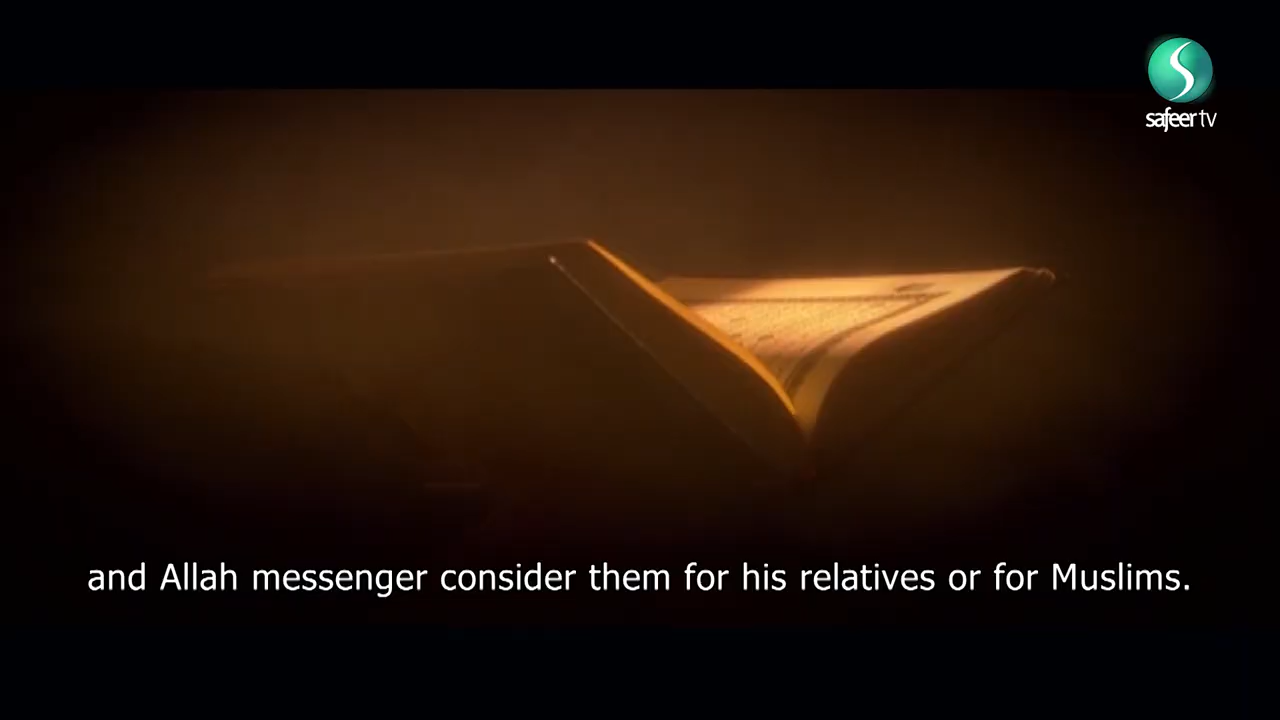 safeer tv
and Allah messenger consider them for his relatives or for Muslims.